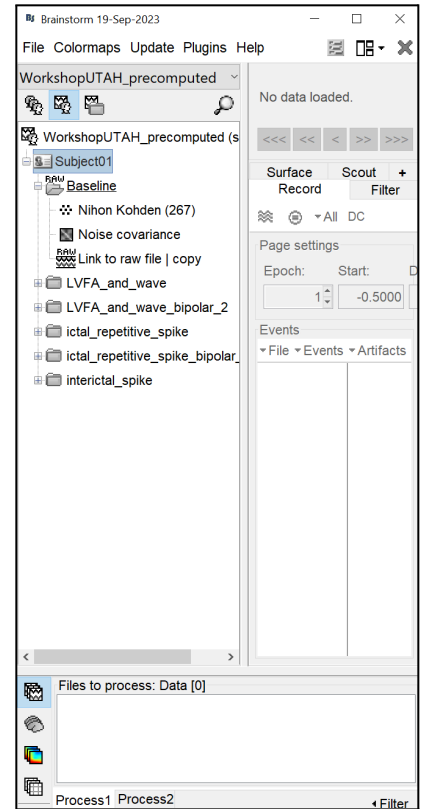 Brainstorm 19-Sep-2023
File Colormaps Update Plugins Help
WorkshopUTAH_precomputed
No data loaded.
WorkshopUTAH_precomputed (s
<<< << < >> >>>
Subject01
Surface Scout +
RAW Baseline
Record Filter
Nihon Kohden (267)
All DC
Noise covariance
RAW Link to raw file | copy
Page settings
Epoch: Start: D
LVFA_and_wave
1 -0.5000
LVFA_and_wave_bipolar_2
ictal_repetitive_spike
Events
ictal_repetitive_spike_bipolar_
File Events Artifacts
interictal_spike
< >
Files to process: Data [0]
Process1 Process2 Filter